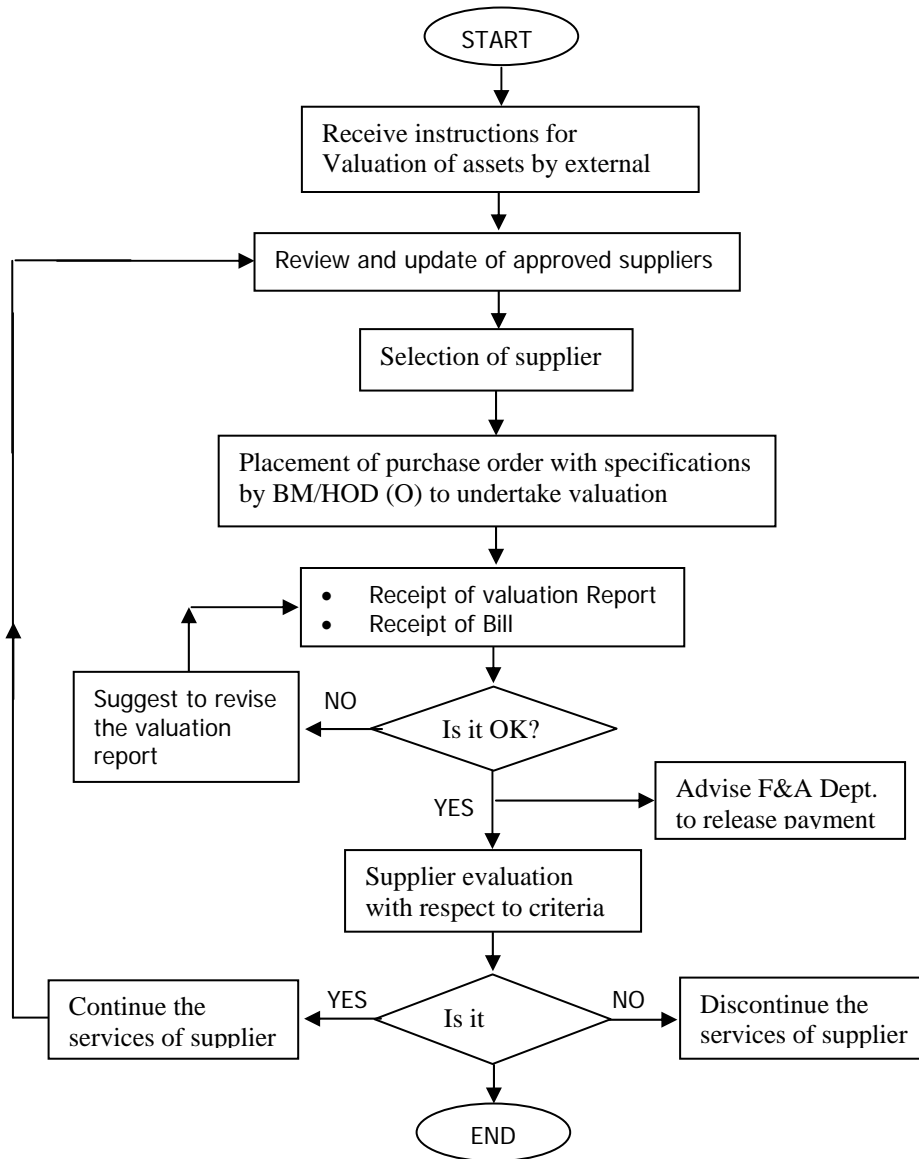 START
Receive instructions for
Valuation of assets by external
Review and update of approved suppliers
Selection of supplier
Placement of purchase order with specifications
by BM/HOD (O) to undertake valuation
• Receipt of valuation Report
• Receipt of Bill
Suggest to revise
the valuation
report
NO
Is it OK?
YES
Advise F&A Dept.
to release payment
Supplier evaluation
with respect to criteria
Continue the
services of supplier
YES
Is it
NO
Discontinue the
services of supplier
END